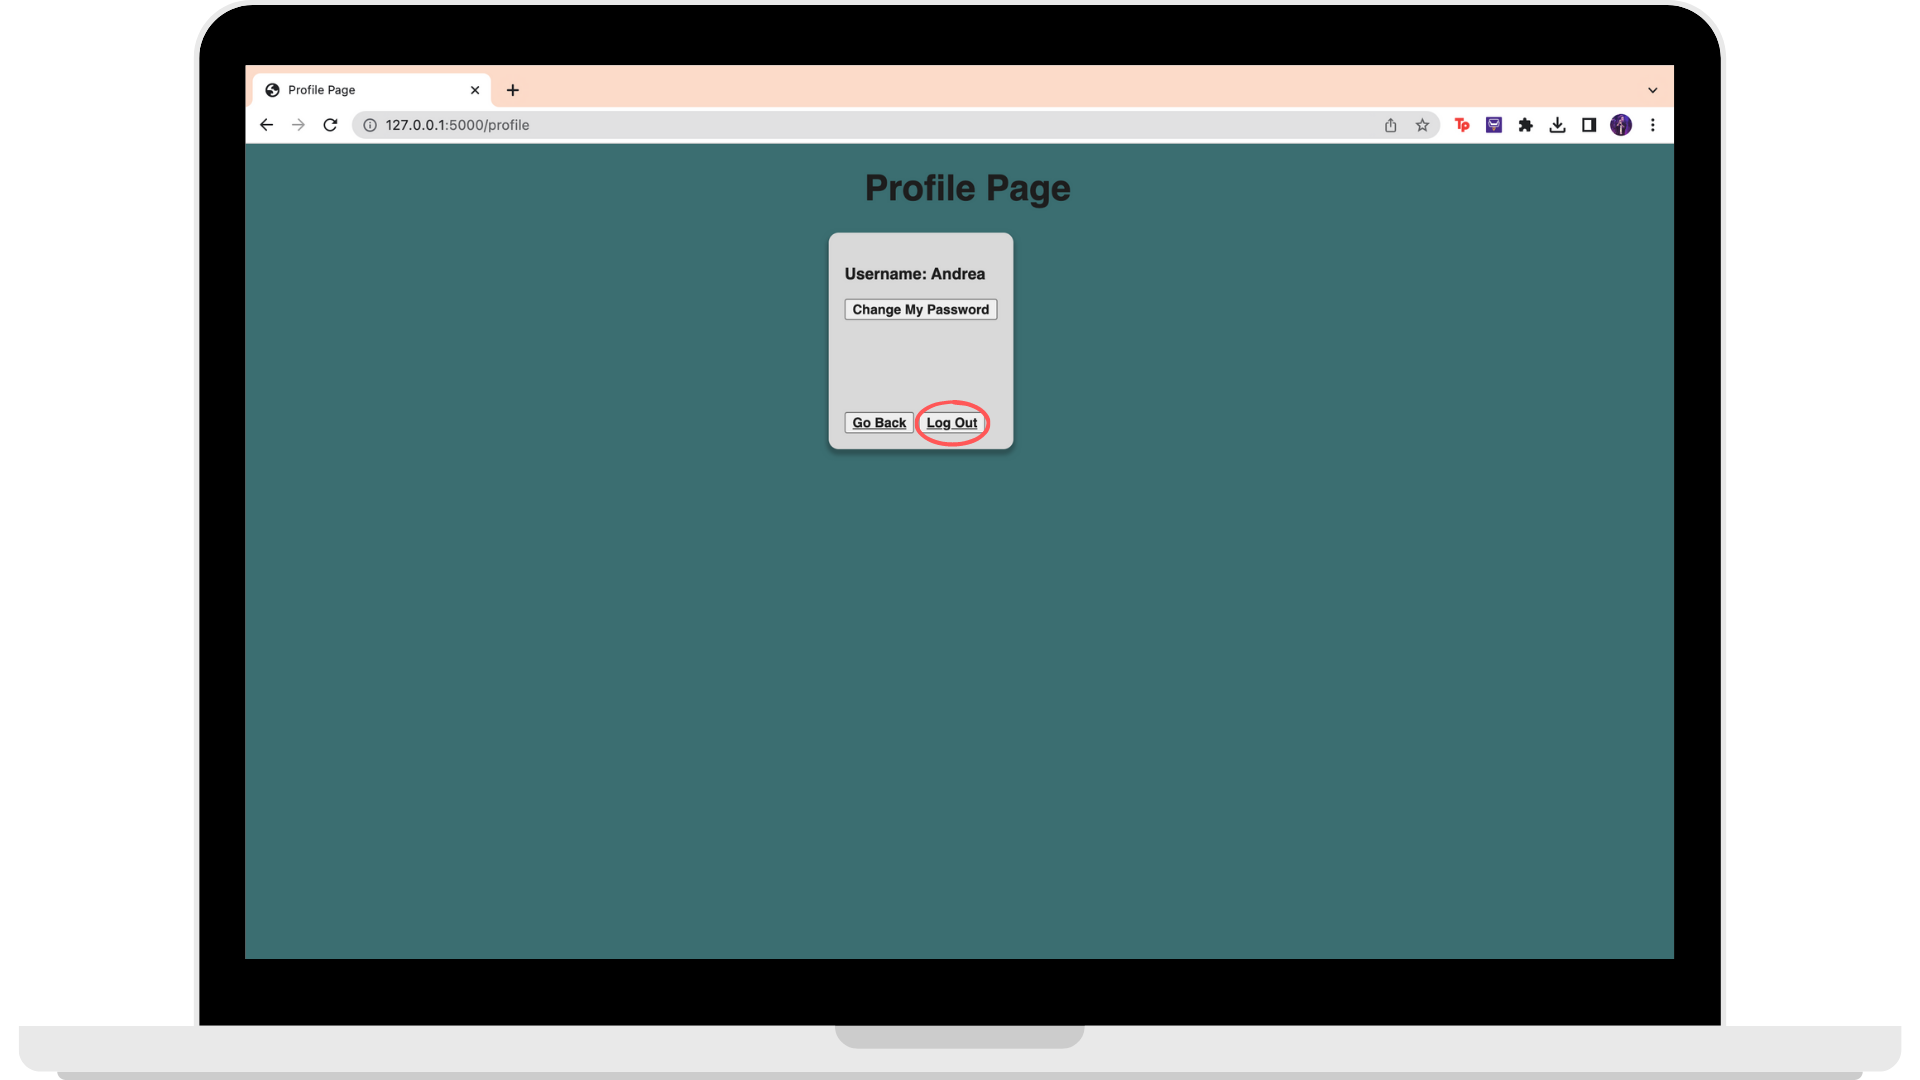 Profile Page
127.0.0.1:5000/profile
Tp
Profile Page
Username: Andrea
Change My Password
Go Back Log Out